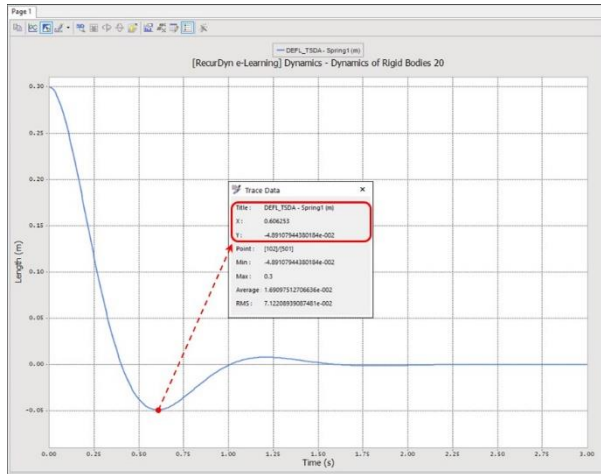 Page 1
DEFL_TSDA - Spring1 (m)
[RecurDyn e-Learning] Dynamics - Dynamics of Rigid Bodies 20
0.30
0.25
0.20
0.15
0.10
0.05
0.00
-0.05
Length (m)
Trace Data ×
Title : DEFL_TSDA - Spring1 (m)
X : 0.606253
Y : -4.89107944380184e-002
Point : [102]/[501]
Min : -4.89107944380184e-002
Max : 0.3
Average : 1.69097512706636e-002
RMS : 7.12208939087481e-002
0.00 0.25 0.50 0.75 1.00 1.25 1.50 1.75 2.00 2.25 2.50 2.75 3.00
Time (s)